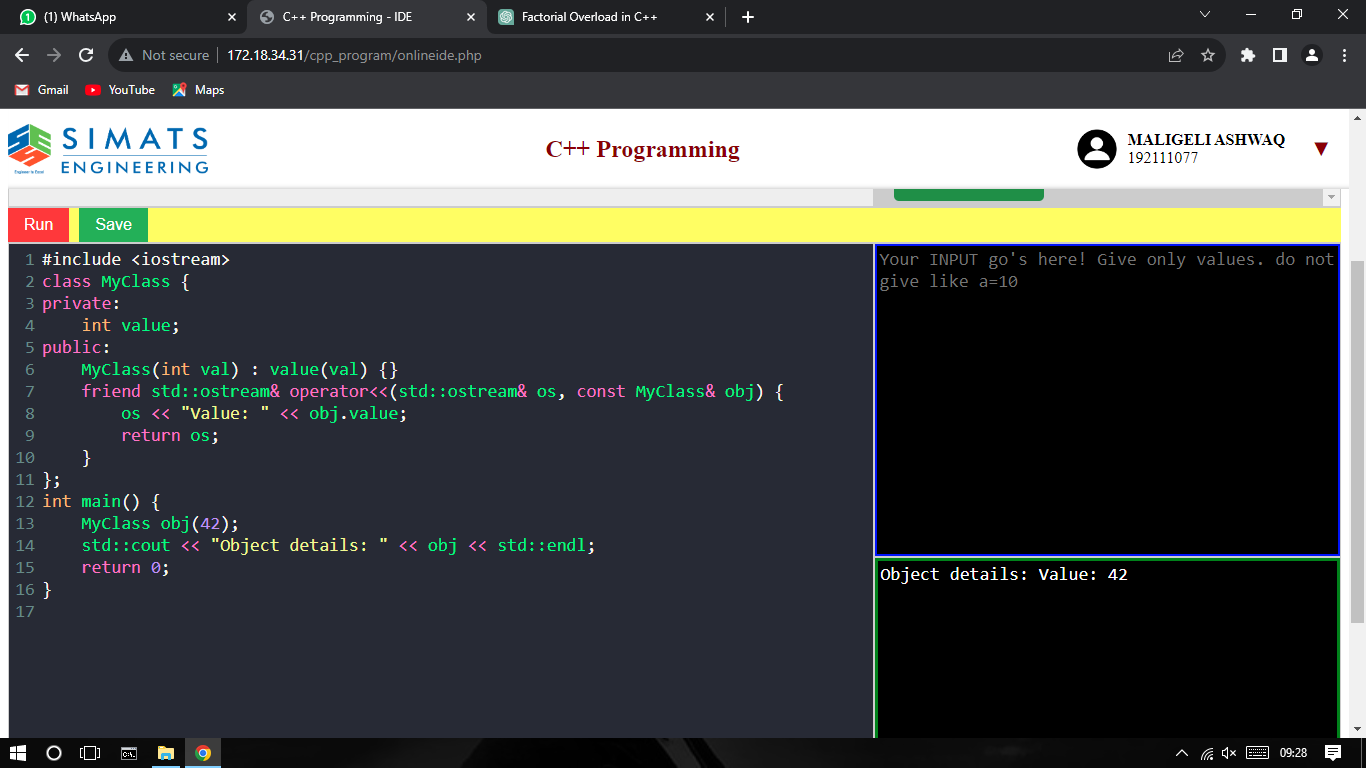 (1) WhatsApp
C++ Programming - IDE
Factorial Overload in C++
Not secure
172.18.34.31/cpp_program/onlineide.php
Gmail
YouTube
Maps
SIMATS
ENGINEERING
Engineer to Excel
C++ Programming
MALIGELI ASHWAQ
192111077
Run
Save
1 #include <iostream>
2 class MyClass {
3 private:
4     int value;
5 public:
6     MyClass(int val) : value(val) {}
7     friend std::ostream& operator<<(std::ostream& os, const MyClass& obj) {
8         os << "Value: " << obj.value;
9         return os;
10     }
11 };
12 int main() {
13     MyClass obj(42);
14     std::cout << "Object details: " << obj << std::endl;
15     return 0;
16 }
17
Your INPUT go's here! Give only values. do not
give like a=10
Object details: Value: 42
09:28